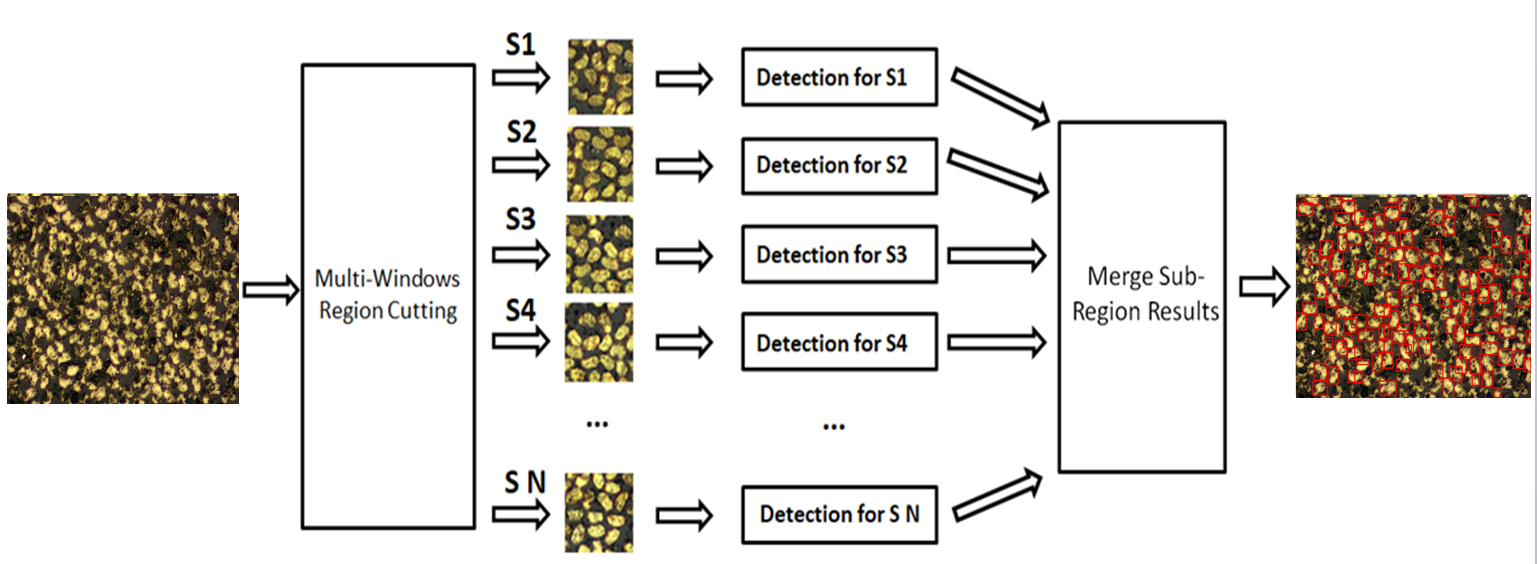 S1
Detection for S1
S2
Detection for S2
S3
Detection for S3
Multi-Windows
Region Cutting
Merge Sub-
Region Results
S4
Detection for S4
...
...
S N
Detection for S N